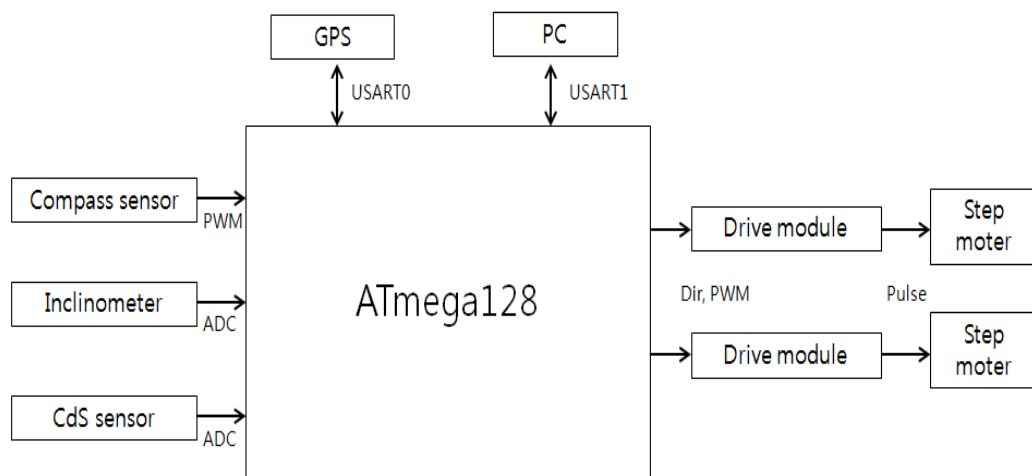 GPS
PC
USART0
USART1
Compass sensor
PWM
Inclinometer
ADC
CdS sensor
ADC
ATmega128
Drive module
Step
moter
Dir, PWM
Pulse
Drive module
Step
moter